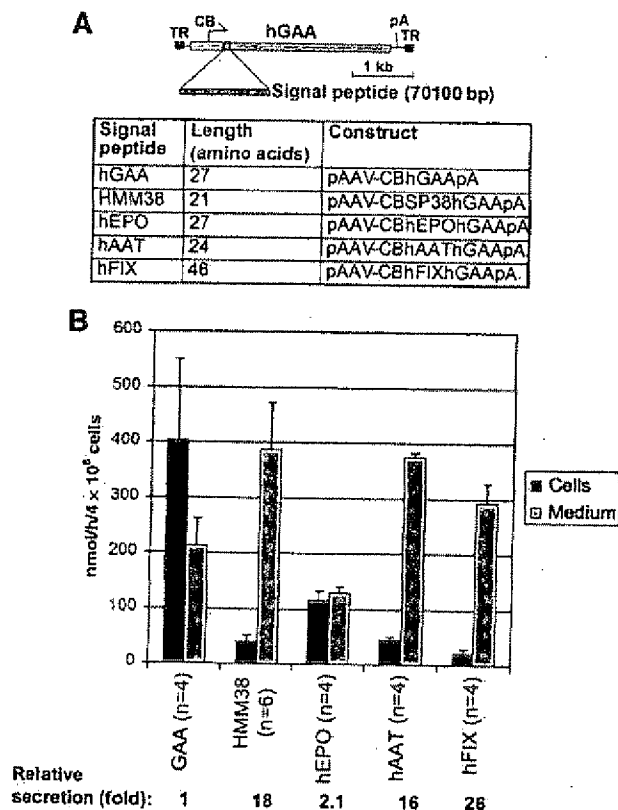 A
CB
hGAA
pA
TR
TR
1 kb
Signal peptide (70100 bp)
Signal peptide
Length (amino acids)
Construct
hGAA 27 pAAV-CBhGAApA
HMM38 21 pAAV-CBSP38hGAApA
hEPO 27 pAAV-CBhEPOhGAApA
hAAT 24 pAAV-CBhAAThGAApA
hFIX 46 pAAV-CBhFIXhGAApA
B
600
500
400
300
200
100
0
nmol/h/4 × 10⁶ cells
Cells
Medium
GAA (n=4)
HMM38 (n=6)
hEPO (n=4)
hAAT (n=4)
hFIX (n=4)
Relative
secretion (fold): 1 18 2.1 16 26